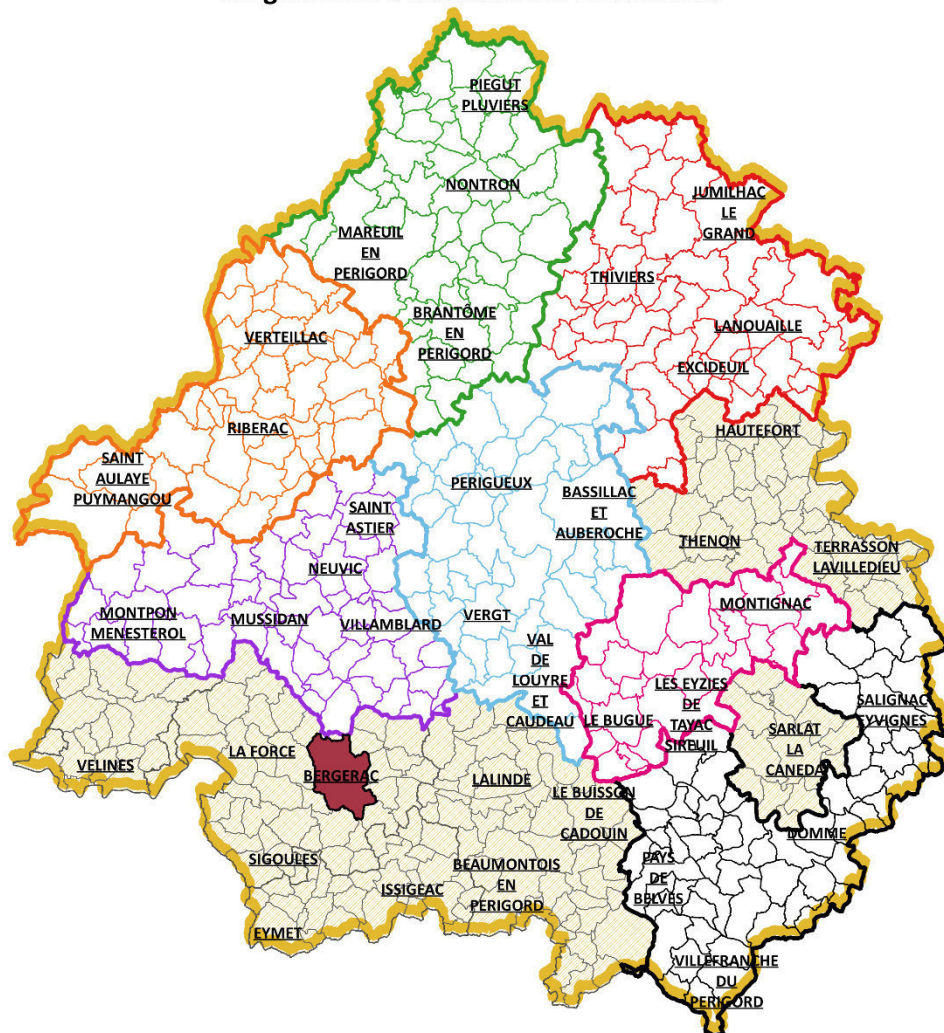 PIEGUT
PLUVIERS
NONTRON
JUMILHAC
LE
GRAND
MAREUIL
EN
PERIGORD
THIVIERS
BRANTÔME
EN
PERIGORD
LANOUAILLE
VERTEILLAC
EXCIDEUIL
RIBERAC
HAUTEFORT
SAINT
AULAYE
PUYMANGOU
PERIGUEUX
BASSILLAC
ET
AUBEROCHE
SAINT
ASTIER
THENON
TERRASSON
LAVILLEDIEU
NEUVIC
MONTIGNAC
MONTPON
MENESTEROL
MUSSIDAN
VILLAMBLARD
VERGT
VAL
DE
LOUYRE
ET
CAUDEAU
LES EYZIES
DE
TAYAC
SIREUIL
SALIGNAC
EYVIGNES
LE BUGUE
SARLAT
LA
CANEDA
VELINES
LA FORCE
BERGERAC
LALINDE
LE BUISSON
DE
CADOUIN
DOMME
SIGOULES
ISSIGEAC
BEAUMONTOIS
EN
PERIGORD
PAYS
DE
BELVES
EYMET
VILLEFRANCHE
DU
PERIGORD